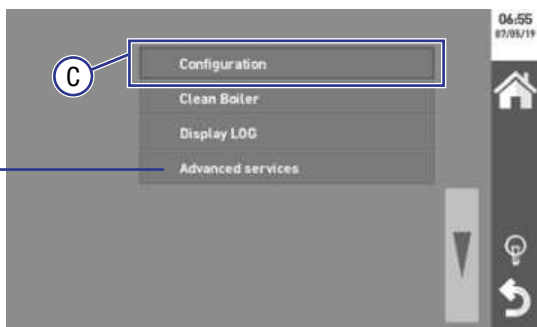 06:55
07/05/19
Configuration
C
Clean Boiler
Display LOG
Advanced services